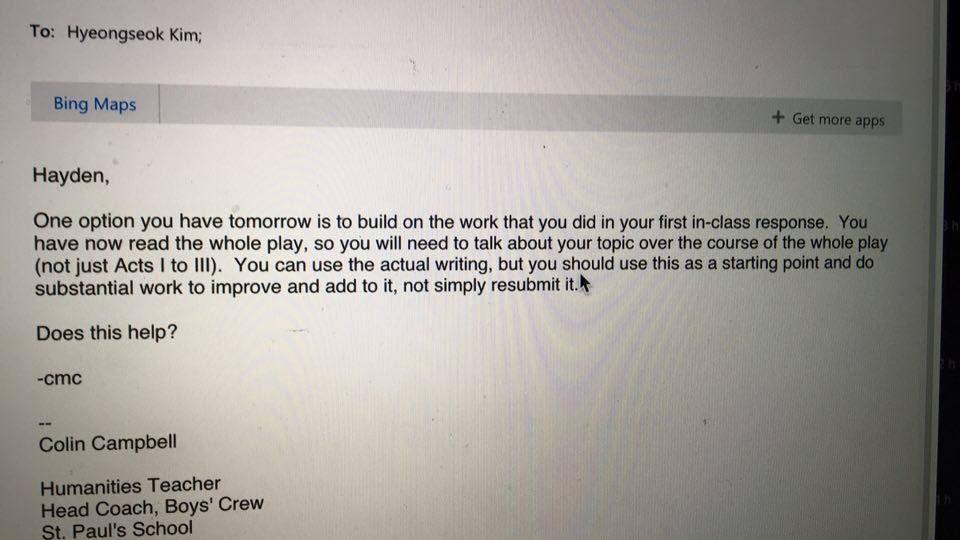 To: Hyeongseok Kim;
Bing Maps
+ Get more apps
Hayden,
One option you have tomorrow is to build on the work that you did in your first in-class response. You
have now read the whole play, so you will need to talk about your topic over the course of the whole play
(not just Acts I to III). You can use the actual writing, but you should use this as a starting point and do
substantial work to improve and add to it, not simply resubmit it.
Does this help?
-cmc
--
Colin Campbell
Humanities Teacher
Head Coach, Boys' Crew
St. Paul's School